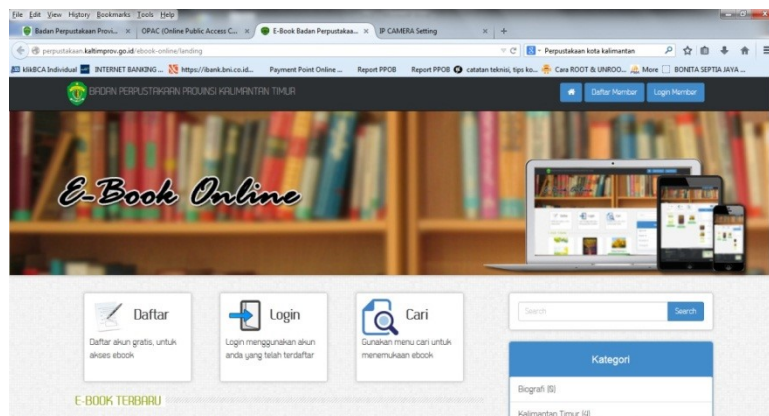 File Edit View History Bookmarks Tools Help
Badan Perpustakaan Provi... × OPAC (Online Public Access C... × E-Book Badan Perpustakaa... × IP CAMERA Setting × +
perpustakaan.kaltimprov.go.id/ebook-online/landing Perpustakaan kota kalimantan
klikBCA Individual INTERNET BANKING ... https://ibank.bni.co.id... Payment Point Online ... Report PPOB Report PPOB catatan teknisi, tips ko... Cara ROOT & UNROO... More BONITA SEPTIA JAYA ...
BADAN PERPUSTAKAAN PROVINSI KALIMANTAN TIMUR Daftar Member Login Member
E-Book Online
Daftar
Daftar akun gratis, untuk
akses ebook
Login
Login menggunakan akun
anda yang telah terdaftar
Cari
Gunakan menu cari untuk
menemukaan ebook
Search Search
Kategori
Biografi (5)
Kalimantan Timur (4)
E-BOOK TERBARU